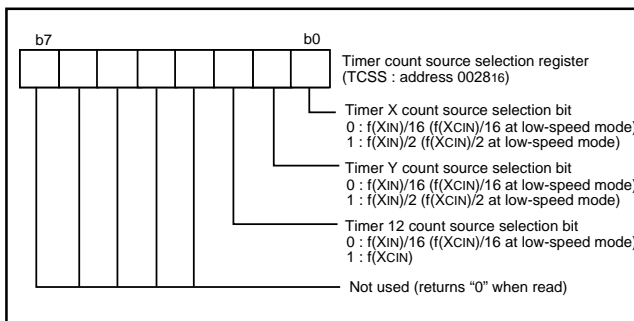 b7 b0
Timer count source selection register
(TCSS : address 002816)
Timer X count source selection bit
0 : f(XIN)/16 (f(XCIN)/16 at low-speed mode)
1 : f(XIN)/2 (f(XCIN)/2 at low-speed mode)
Timer Y count source selection bit
0 : f(XIN)/16 (f(XCIN)/16 at low-speed mode)
1 : f(XIN)/2 (f(XCIN)/2 at low-speed mode)
Timer 12 count source selection bit
0 : f(XIN)/16 (f(XCIN)/16 at low-speed mode)
1 : f(XCIN)
Not used (returns “0” when read)